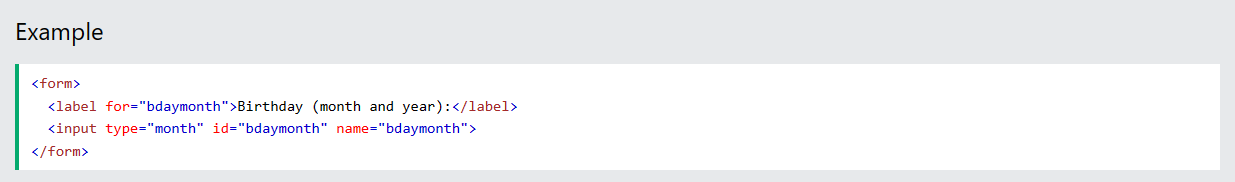 Example
<form>
  <label for="bdaymonth">Birthday (month and year):</label>
  <input type="month" id="bdaymonth" name="bdaymonth">
</form>